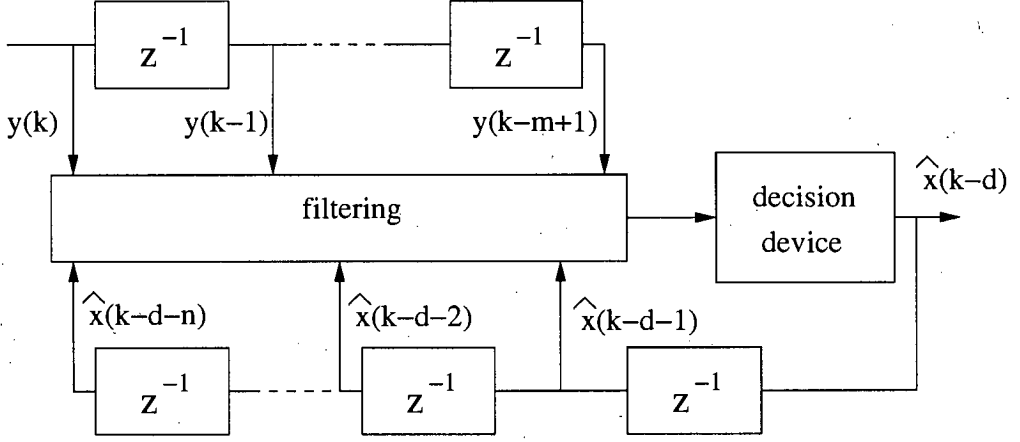 z⁻¹ z⁻¹
y(k) y(k−1) y(k−m+1)
filtering
decision
device
x̂(k−d)
x̂(k−d−n) x̂(k−d−2) x̂(k−d−1)
z⁻¹ z⁻¹ z⁻¹